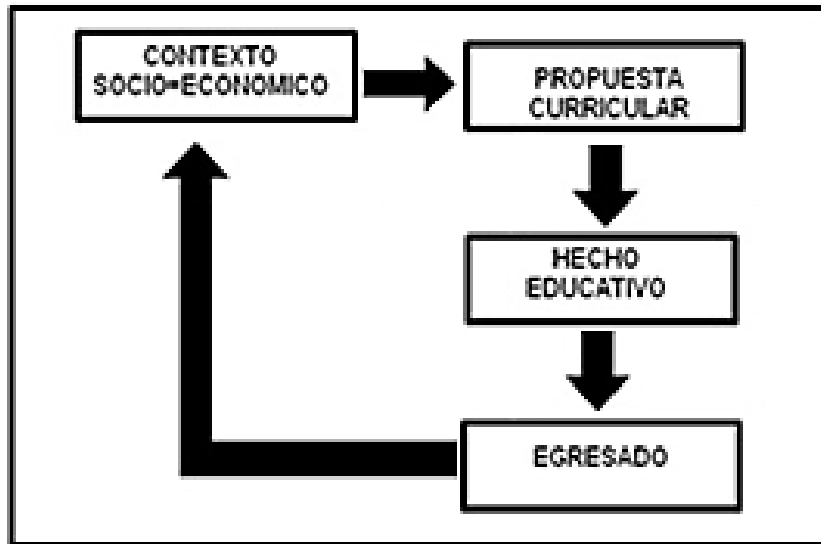 CONTEXTO
SOCIO=ECONOMICO
PROPUESTA
CURRICULAR
HECHO
EDUCATIVO
EGRESADO